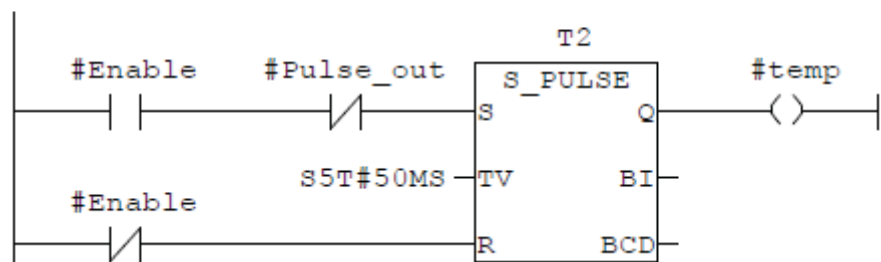 T2
#Enable #Pulse_out S_PULSE #temp
S Q
S5T#50MS TV BI
#Enable
R BCD